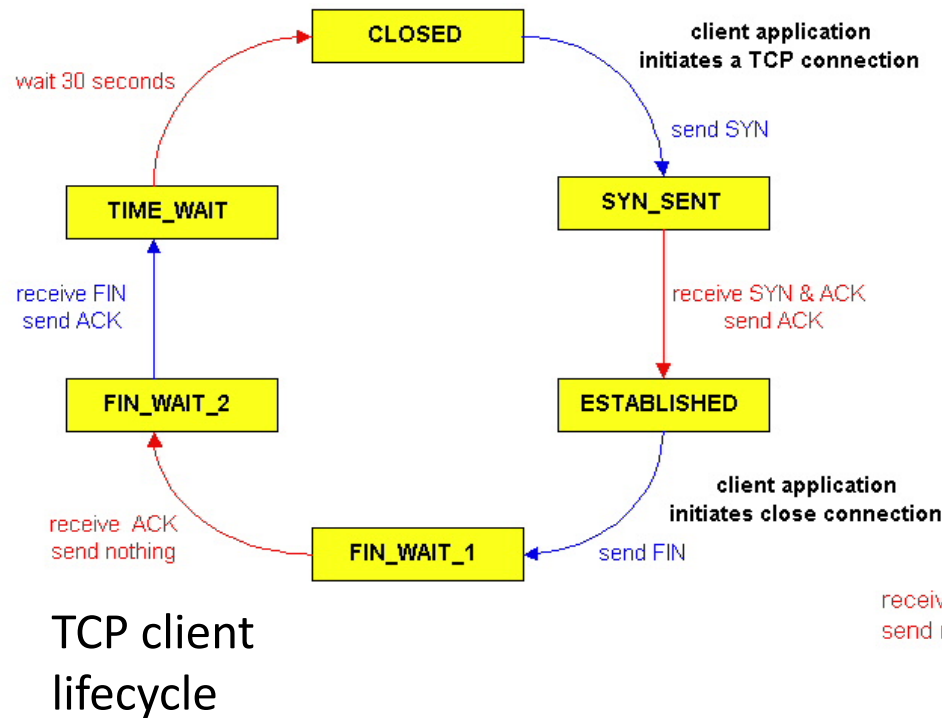 CLOSED
client application
initiates a TCP connection
wait 30 seconds
send SYN
TIME_WAIT
SYN_SENT
receive FIN
send ACK
receive SYN & ACK
send ACK
FIN_WAIT_2
ESTABLISHED
client application
initiates close connection
receive ACK
send nothing
FIN_WAIT_1
send FIN
send
TCP client
lifecycle